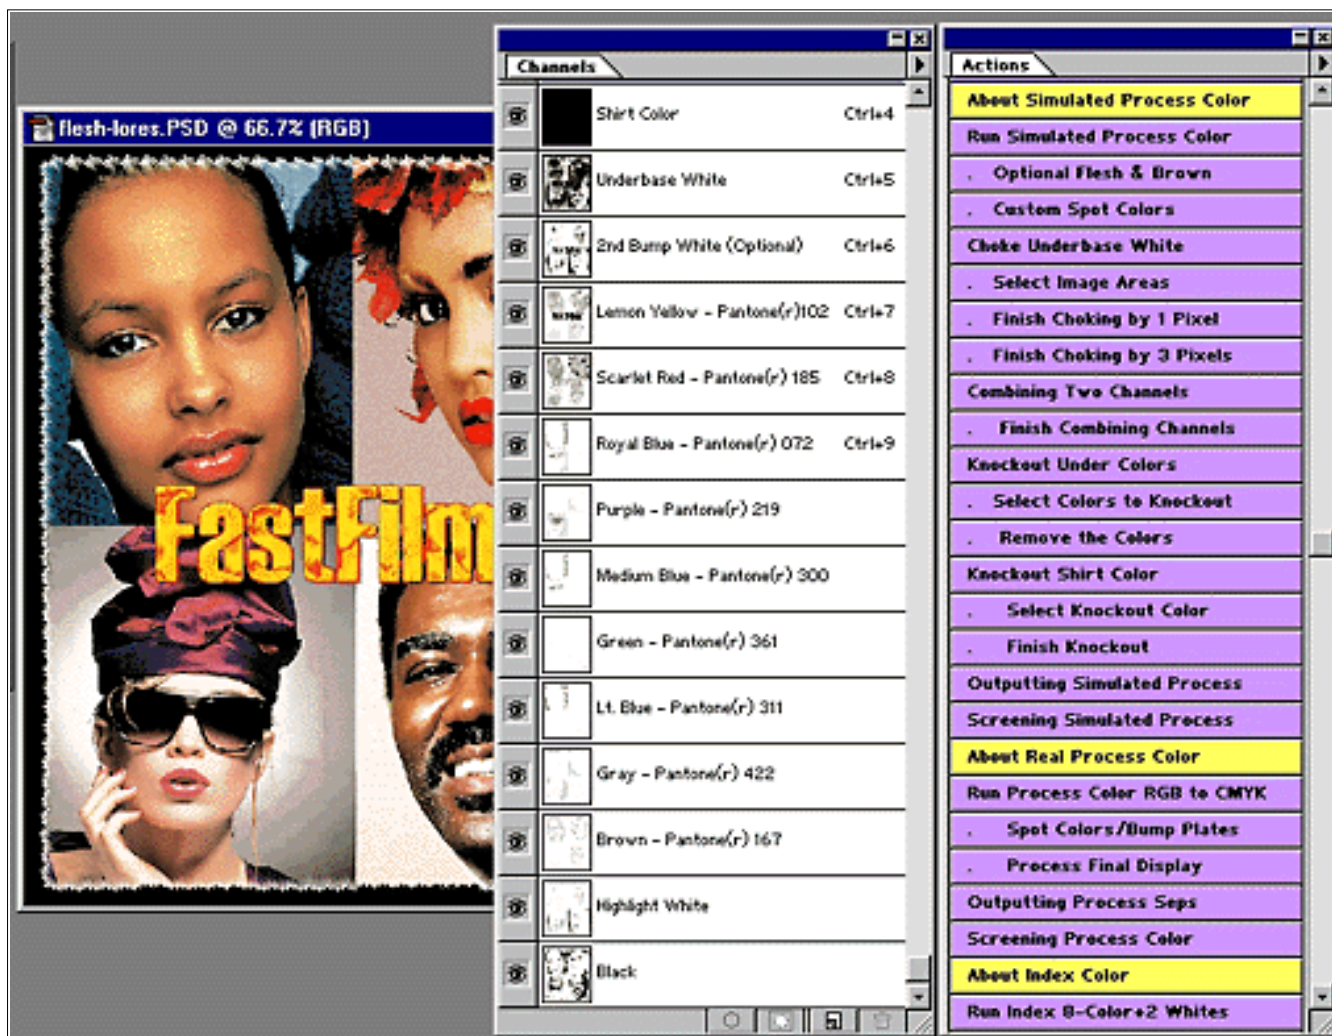 flesh-lores.PSD @ 66.7% (RGB)
FastFilm
Channels
Shirt Color Ctrl+4
Underbase White Ctrl+5
2nd Bump White (Optional) Ctrl+6
Lemon Yellow - Pantone(r)102 Ctrl+7
Scarlet Red - Pantone(r) 185 Ctrl+8
Royal Blue - Pantone(r) 072 Ctrl+9
Purple - Pantone(r) 219
Medium Blue - Pantone(r) 300
Green - Pantone(r) 361
Lt. Blue - Pantone(r) 311
Gray - Pantone(r) 422
Brown - Pantone(r) 167
Highlight White
Black
Actions
About Simulated Process Color
Run Simulated Process Color
. Optional Flesh & Brown
. Custom Spot Colors
Choke Underbase White
. Select Image Areas
. Finish Choking by 1 Pixel
. Finish Choking by 3 Pixels
Combining Two Channels
. Finish Combining Channels
Knockout Under Colors
. Select Colors to Knockout
. Remove the Colors
Knockout Shirt Color
. Select Knockout Color
. Finish Knockout
Outputting Simulated Process
Screening Simulated Process
About Real Process Color
Run Process Color RGB to CMYK
. Spot Colors/Bump Plates
. Process Final Display
Outputting Process Seps
Screening Process Color
About Index Color
Run Index 8-Color+2 Whites